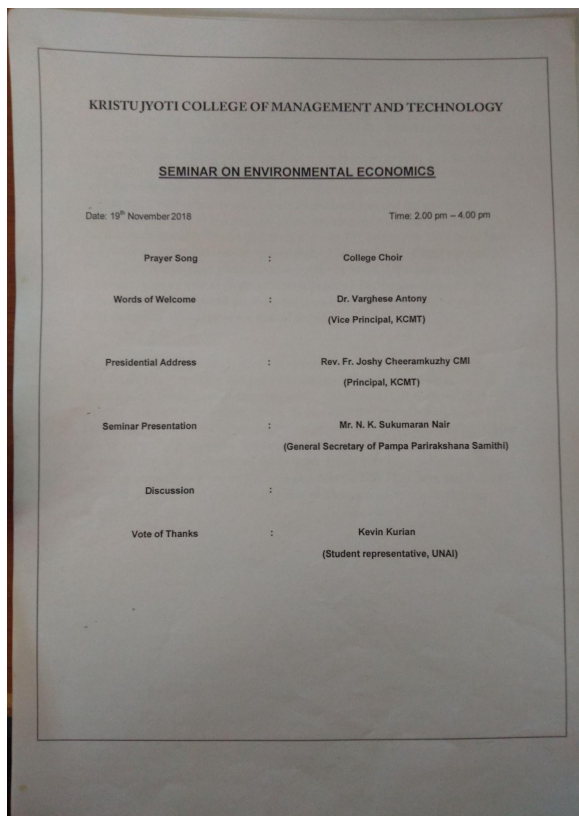 KRISTU JYOTI COLLEGE OF MANAGEMENT AND TECHNOLOGY
SEMINAR ON ENVIRONMENTAL ECONOMICS
Date: 19th November 2018 Time: 2.00 pm – 4.00 pm
Prayer Song : College Choir
Words of Welcome : Dr. Varghese Antony
(Vice Principal, KCMT)
Presidential Address : Rev. Fr. Joshy Cheeramkuzhy CMI
(Principal, KCMT)
Seminar Presentation : Mr. N. K. Sukumaran Nair
(General Secretary of Pampa Parirakshana Samithi)
Discussion :
Vote of Thanks : Kevin Kurian
(Student representative, UNAI)